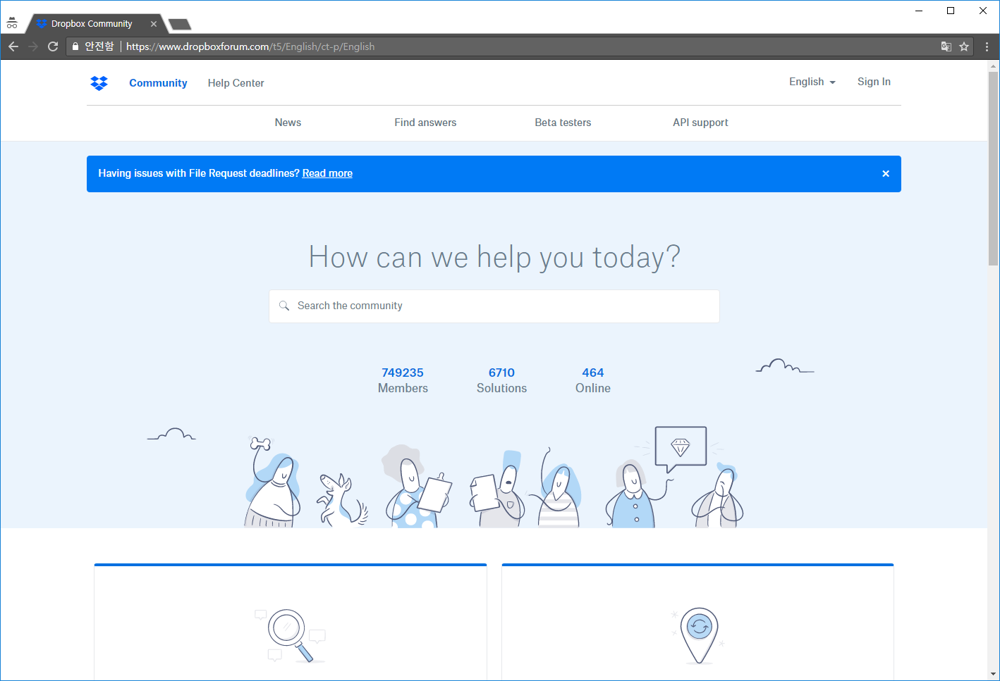 Dropbox Community
안전함 https://www.dropboxforum.com/t5/English/ct-p/English
Community Help Center English Sign In
News Find answers Beta testers API support
Having issues with File Request deadlines? Read more
How can we help you today?
Search the community
749235 6710 464
Members Solutions Online